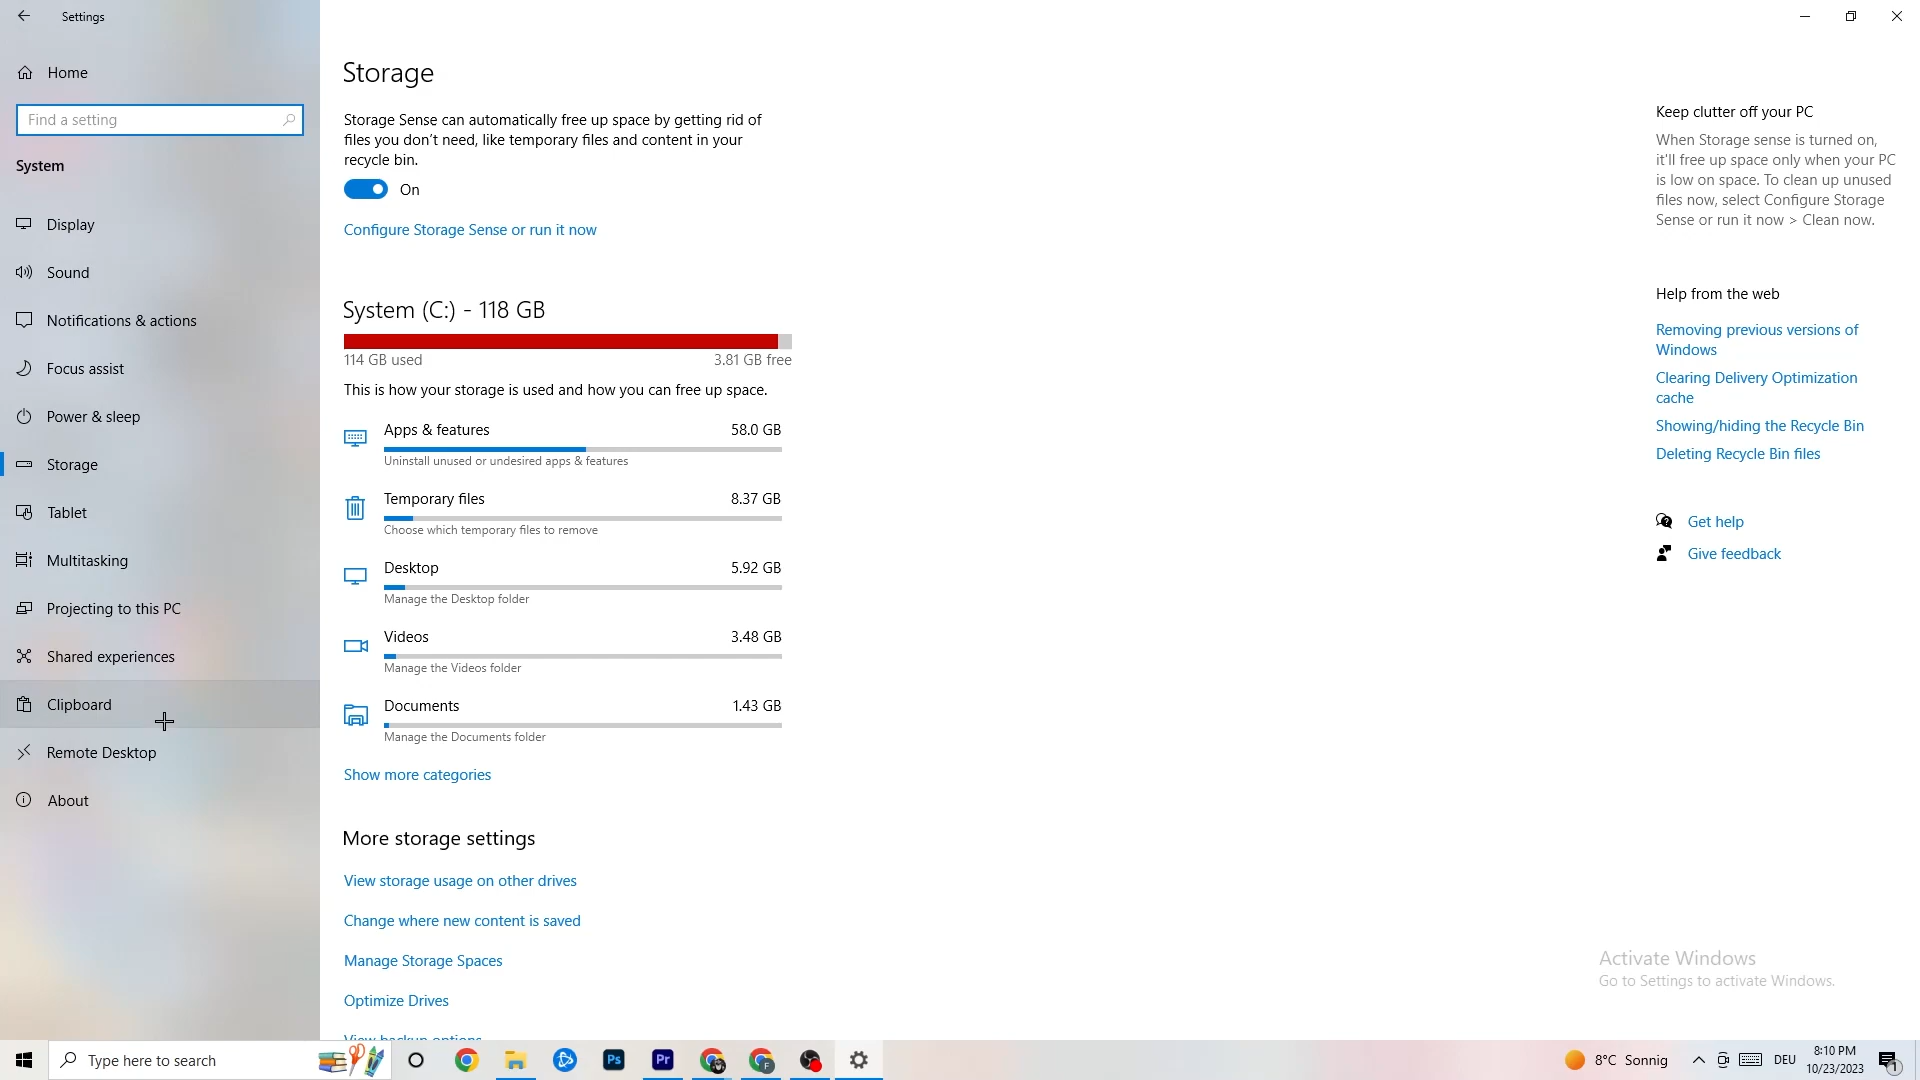 Settings
Home
Find a setting
System
Display
Sound
Notifications & actions
Focus assist
Power & sleep
Storage
Tablet
Multitasking
Projecting to this PC
Shared experiences
Clipboard
Remote Desktop
About
Storage
Storage Sense can automatically free up space by getting rid of
files you don't need, like temporary files and content in your
recycle bin.
On
Configure Storage Sense or run it now
System (C:) - 118 GB
114 GB used 3.81 GB free
This is how your storage is used and how you can free up space.
Apps & features 58.0 GB
Uninstall unused or undesired apps & features
Temporary files 8.37 GB
Choose which temporary files to remove
Desktop 5.92 GB
Manage the Desktop folder
Videos 3.48 GB
Manage the Videos folder
Documents 1.43 GB
Manage the Documents folder
Show more categories
More storage settings
View storage usage on other drives
Change where new content is saved
Manage Storage Spaces
Optimize Drives
View backup options
Keep clutter off your PC
When Storage sense is turned on,
it'll free up space only when your PC
is low on space. To clean up unused
files now, select Configure Storage
Sense or run it now > Clean now.
Help from the web
Removing previous versions of
Windows
Clearing Delivery Optimization
cache
Showing/hiding the Recycle Bin
Deleting Recycle Bin files
Get help
Give feedback
Activate Windows
Go to Settings to activate Windows.
Type here to search
Ps
Pr
F
8°C Sonnig
DEU
8:10 PM
10/23/2023
1